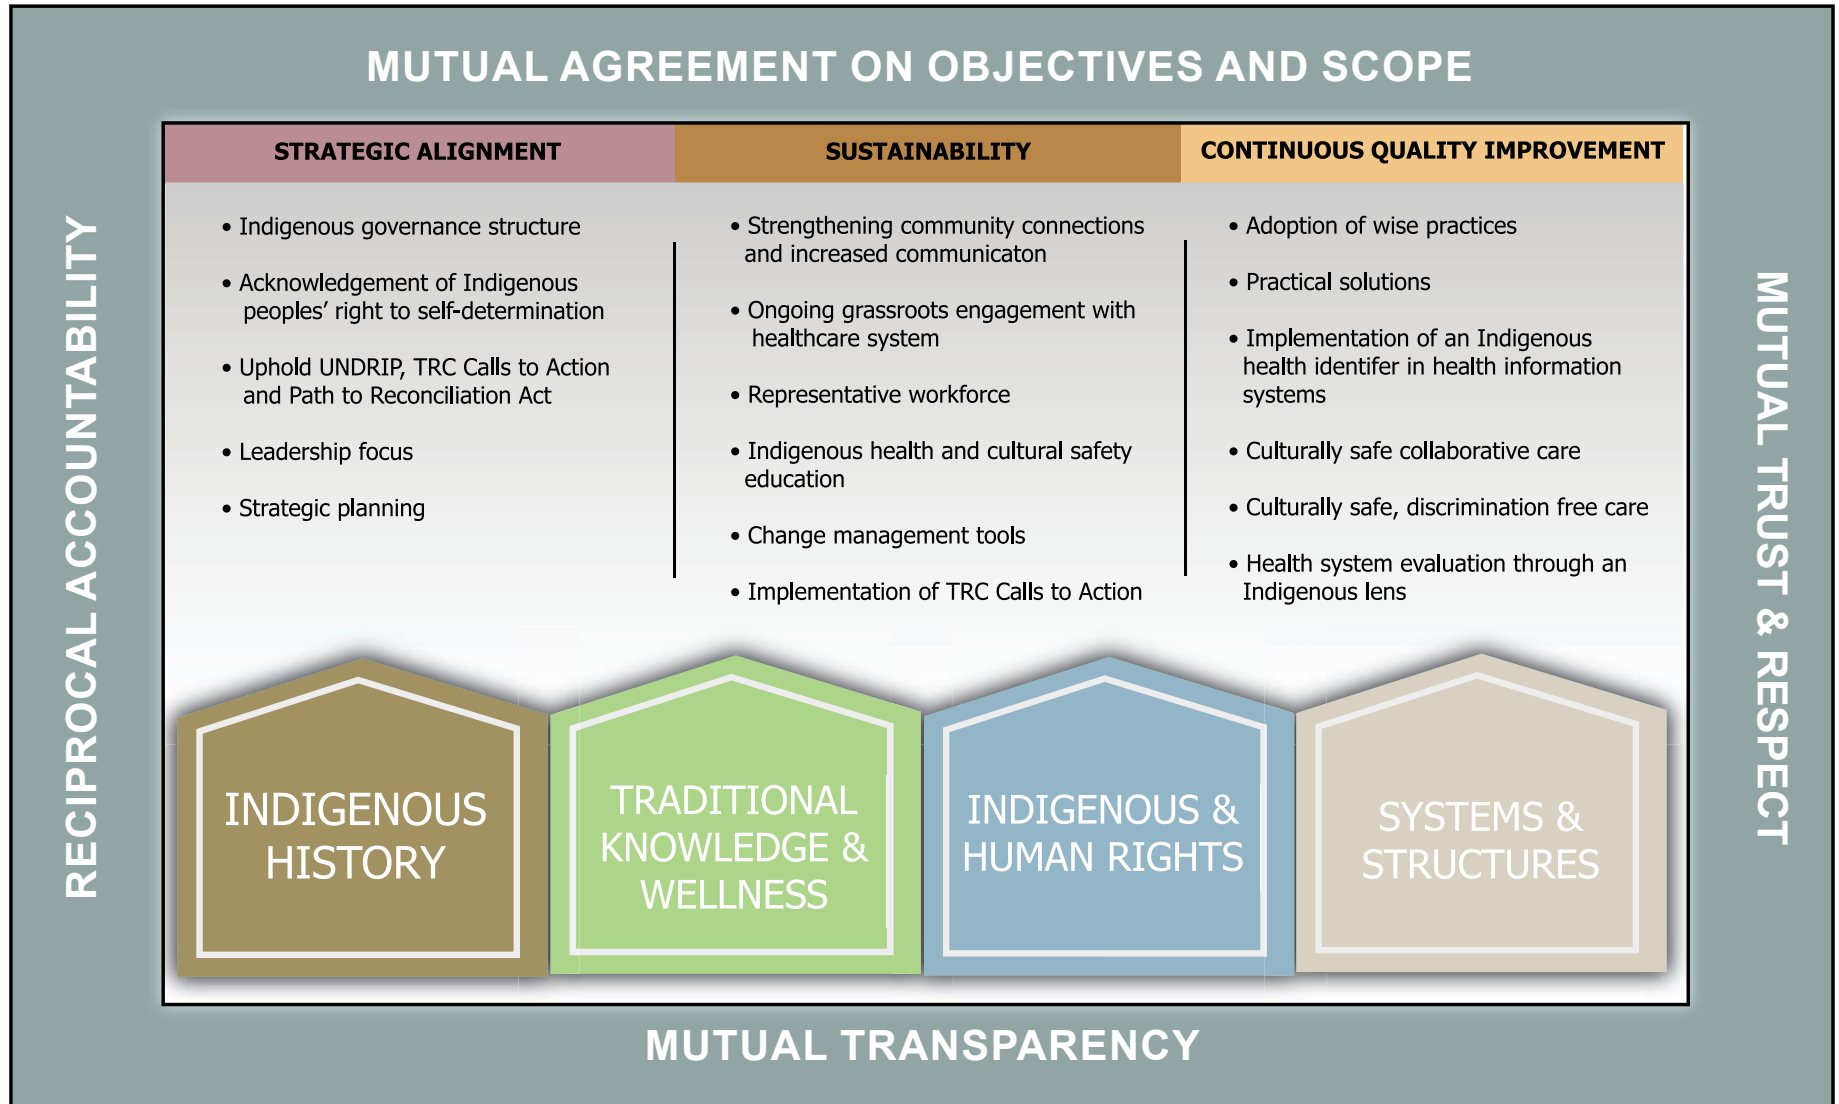 MUTUAL AGREEMENT ON OBJECTIVES AND SCOPE
RECIPROCAL ACCOUNTABILITY
STRATEGIC ALIGNMENT
• Indigenous governance structure
• Acknowledgement of Indigenous
peoples’ right to self-determination
• Uphold UNDRIP, TRC Calls to Action
and Path to Reconciliation Act
• Leadership focus
• Strategic planning
SUSTAINABILITY
• Strengthening community connections
and increased communicaton
• Ongoing grassroots engagement with
healthcare system
• Representative workforce
• Indigenous health and cultural safety
education
• Change management tools
• Implementation of TRC Calls to Action
CONTINUOUS QUALITY IMPROVEMENT
• Adoption of wise practices
• Practical solutions
• Implementation of an Indigenous
health identifer in health information
systems
• Culturally safe collaborative care
• Culturally safe, discrimination free care
• Health system evaluation through an
Indigenous lens
MUTUAL TRUST & RESPECT
INDIGENOUS
HISTORY
TRADITIONAL
KNOWLEDGE &
WELLNESS
INDIGENOUS &
HUMAN RIGHTS
SYSTEMS &
STRUCTURES
MUTUAL TRANSPARENCY